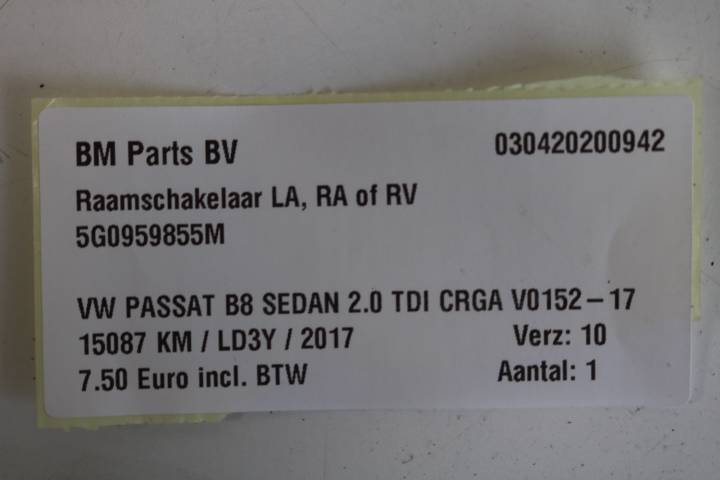 BM Parts BV 030420200942
Raamschakelaar LA, RA of RV
5G0959855M
VW PASSAT B8 SEDAN 2.0 TDI CRGA V0152-17
15087 KM / LD3Y / 2017 Verz: 10
7.50 Euro incl. BTW Aantal: 1